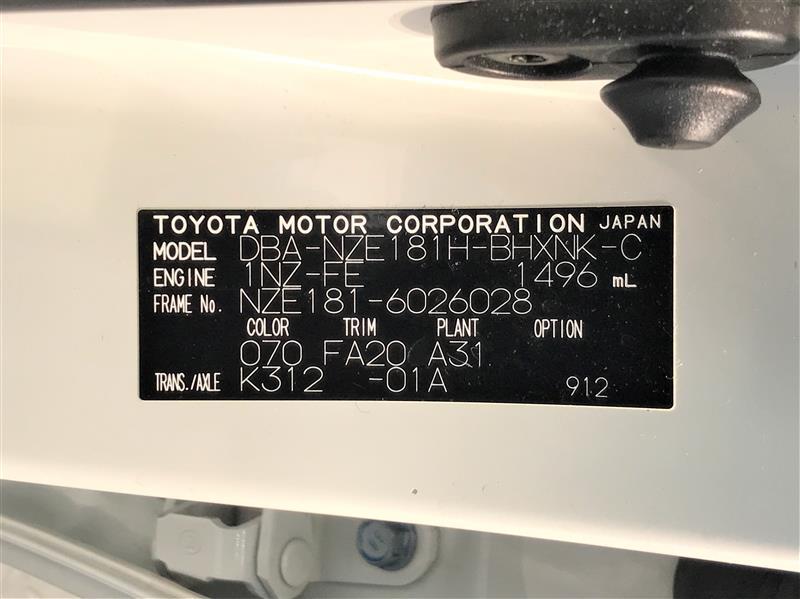 TOYOTA MOTOR CORPORATION JAPAN
MODEL DBA-NZE181H-BHXNK-C
ENGINE 1NZ-FE 1496 mL
FRAME No. NZE181-6026028
COLOR TRIM PLANT OPTION
070 FA20 A31
TRANS./AXLE K312 -01A 912